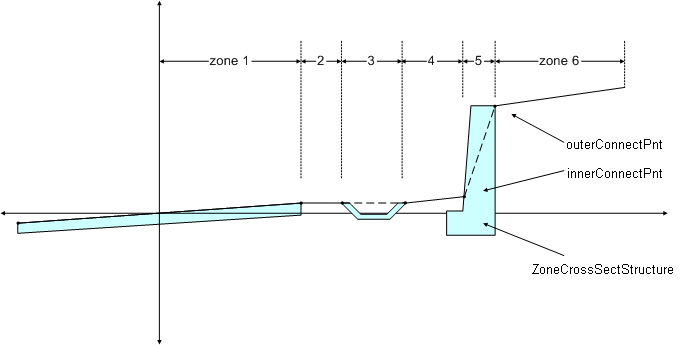 zone 1 2 3 4 5 zone 6
outerConnectPnt
innerConnectPnt
ZoneCrossSectStructure